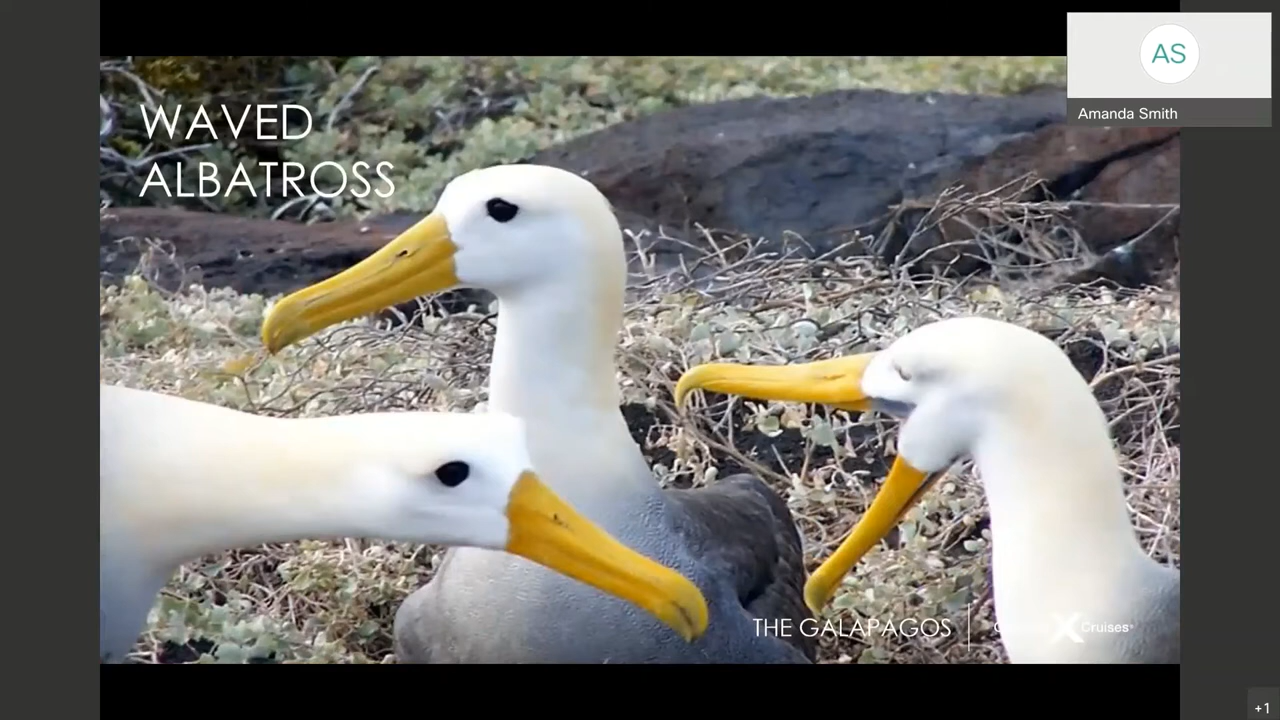 WAVED
ALBATROSS
AS
Amanda Smith
THE GALAPAGOS
X Cruises®
+1